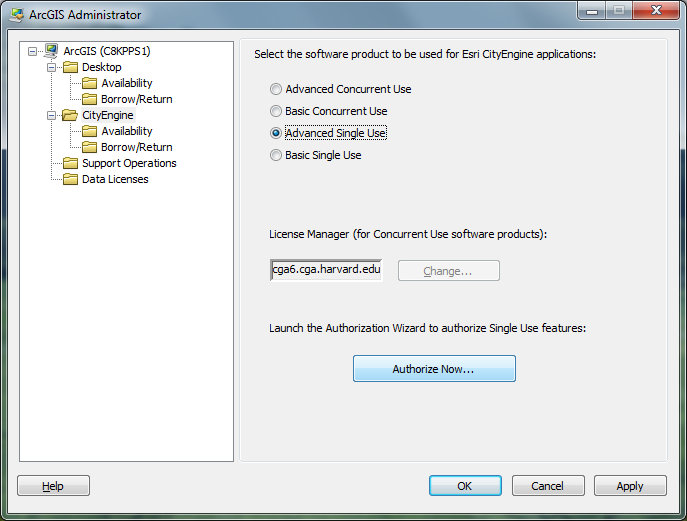 ArcGIS Administrator
ArcGIS (C8KPPS1)
Desktop
Availability
Borrow/Return
CityEngine
Availability
Borrow/Return
Support Operations
Data Licenses
Select the software product to be used for Esri CityEngine applications:
Advanced Concurrent Use
Basic Concurrent Use
Advanced Single Use
Basic Single Use
License Manager (for Concurrent Use software products):
cga6.cga.harvard.edu
Change...
Launch the Authorization Wizard to authorize Single Use features:
Authorize Now...
Help
OK
Cancel
Apply